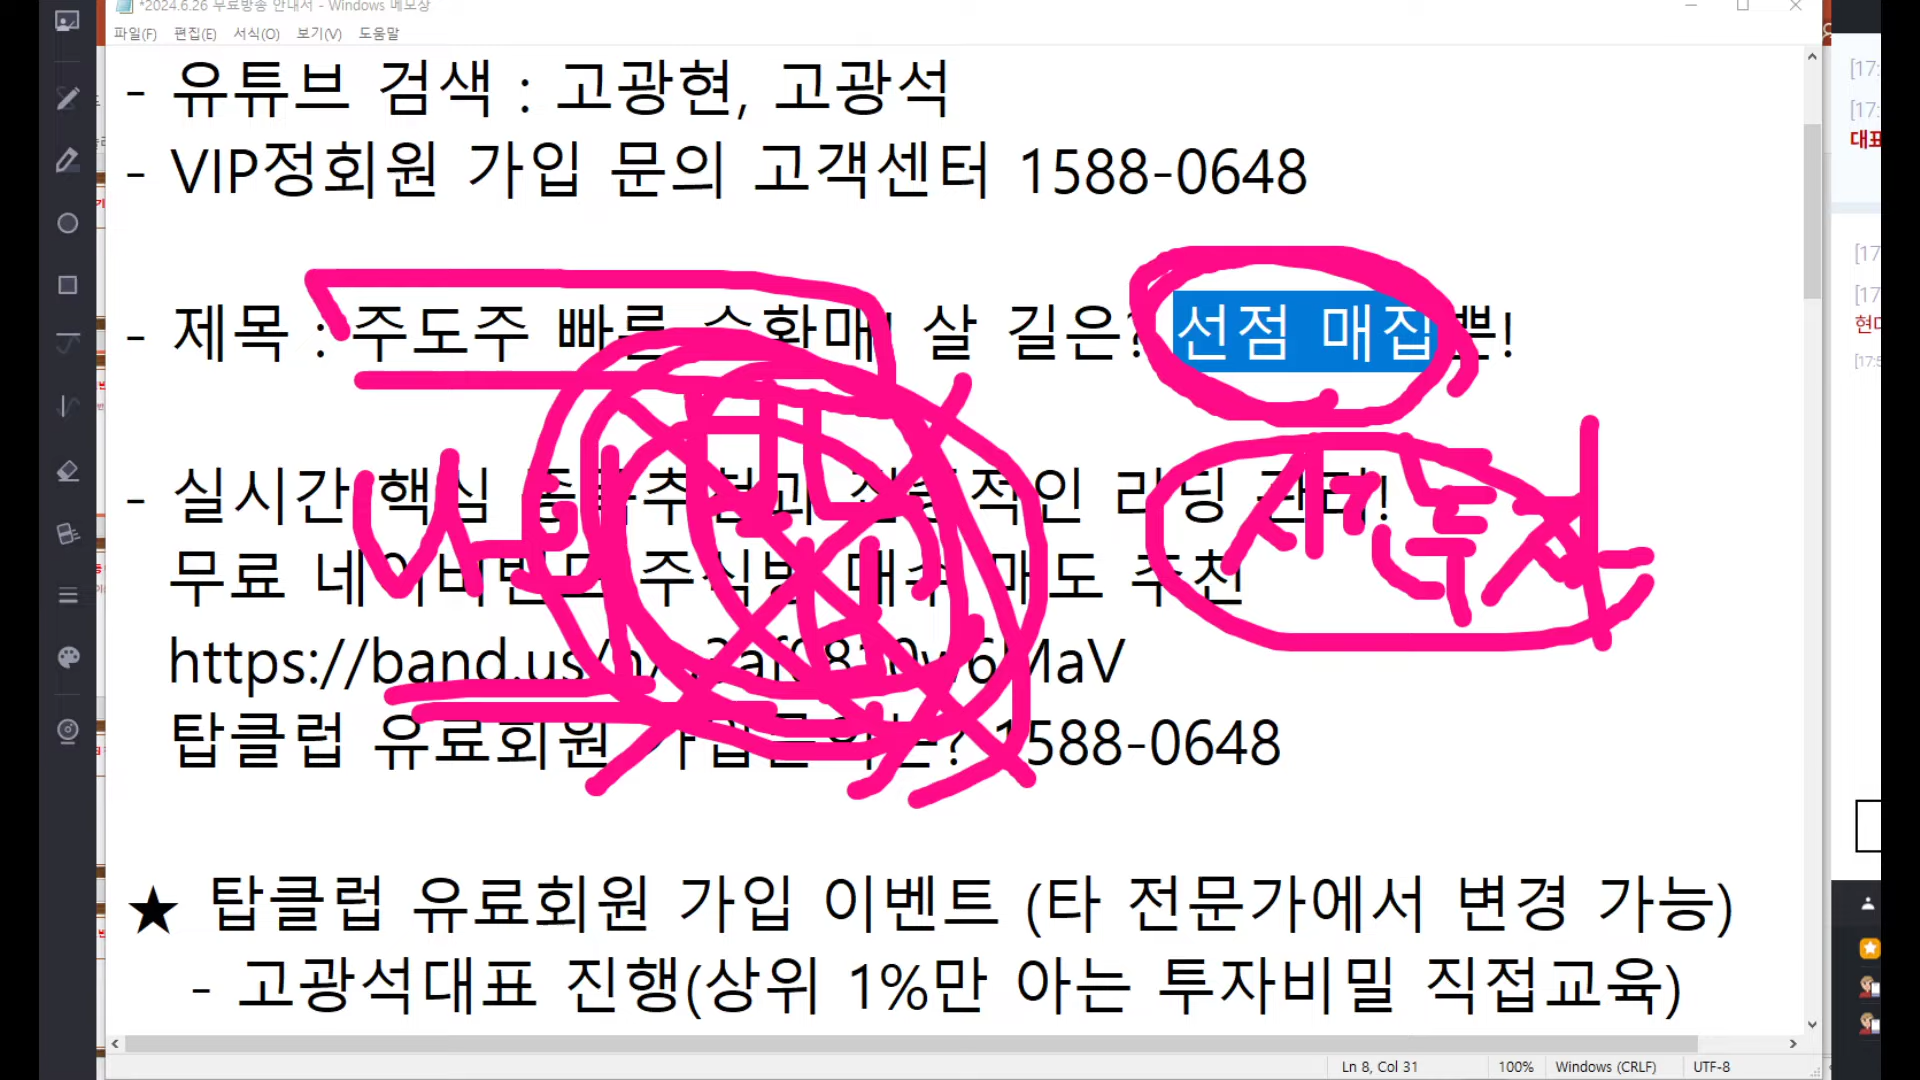 *2024.6.26 무료방송 안내서 - Windows 메모장
파일(F) 편집(E) 서식(O) 보기(V) 도움말
- 유튜브 검색 : 고광현, 고광석
- VIP정회원 가입 문의 고객센터 1588-0648
- 제목 : 주도주 빠른 순환매! 살 길은? 선점 매집뿐!
- 실시간 핵심 종목추천과 리딩 관리!
무료 네이버밴드 주식방 매수 매도 추천
탑클럽 유료회원 가입문의는? 1588-0648
★ 탑클럽 유료회원 가입 이벤트 (타 전문가에서 변경 가능)
- 고광석대표 진행(상위 1%만 아는 투자비밀 직접교육)
Ln 8, Col 31 100% Windows (CRLF) UTF-8
[17:
[17:
대표
[17
[17